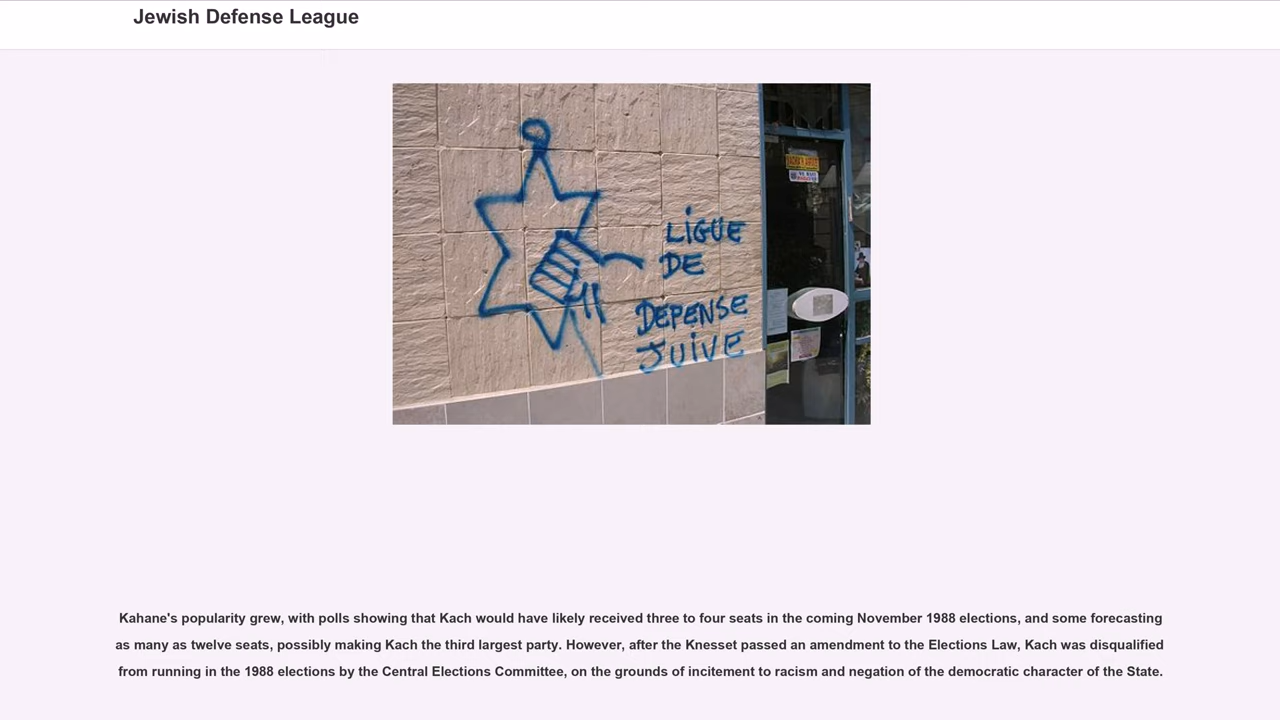 Jewish Defense League
LIGUE
DE
DEFENSE
JUIVE
Kahane's popularity grew, with polls showing that Kach would have likely received three to four seats in the coming November 1988 elections, and some forecasting
as many as twelve seats, possibly making Kach the third largest party. However, after the Knesset passed an amendment to the Elections Law, Kach was disqualified
from running in the 1988 elections by the Central Elections Committee, on the grounds of incitement to racism and negation of the democratic character of the State.